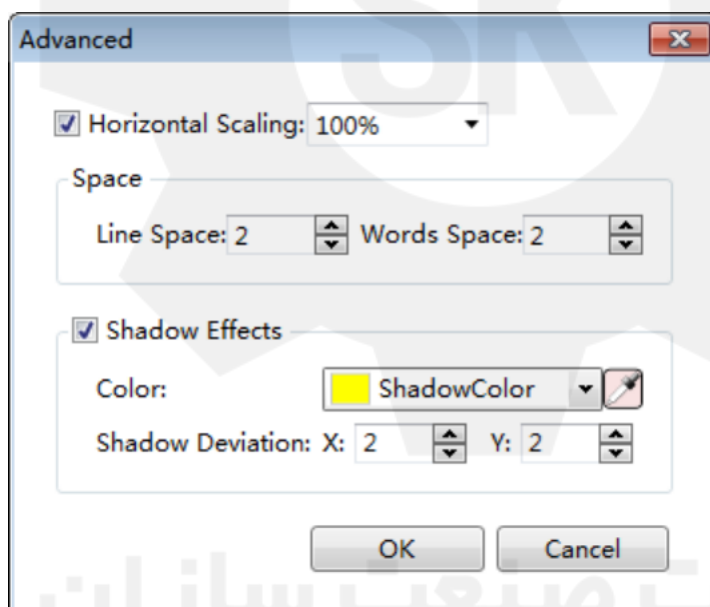 SK
Advanced
Horizontal Scaling: 100%
Space
Line Space: 2 Words Space: 2
Shadow Effects
Color: ShadowColor
Shadow Deviation: X: 2 Y: 2
OK Cancel